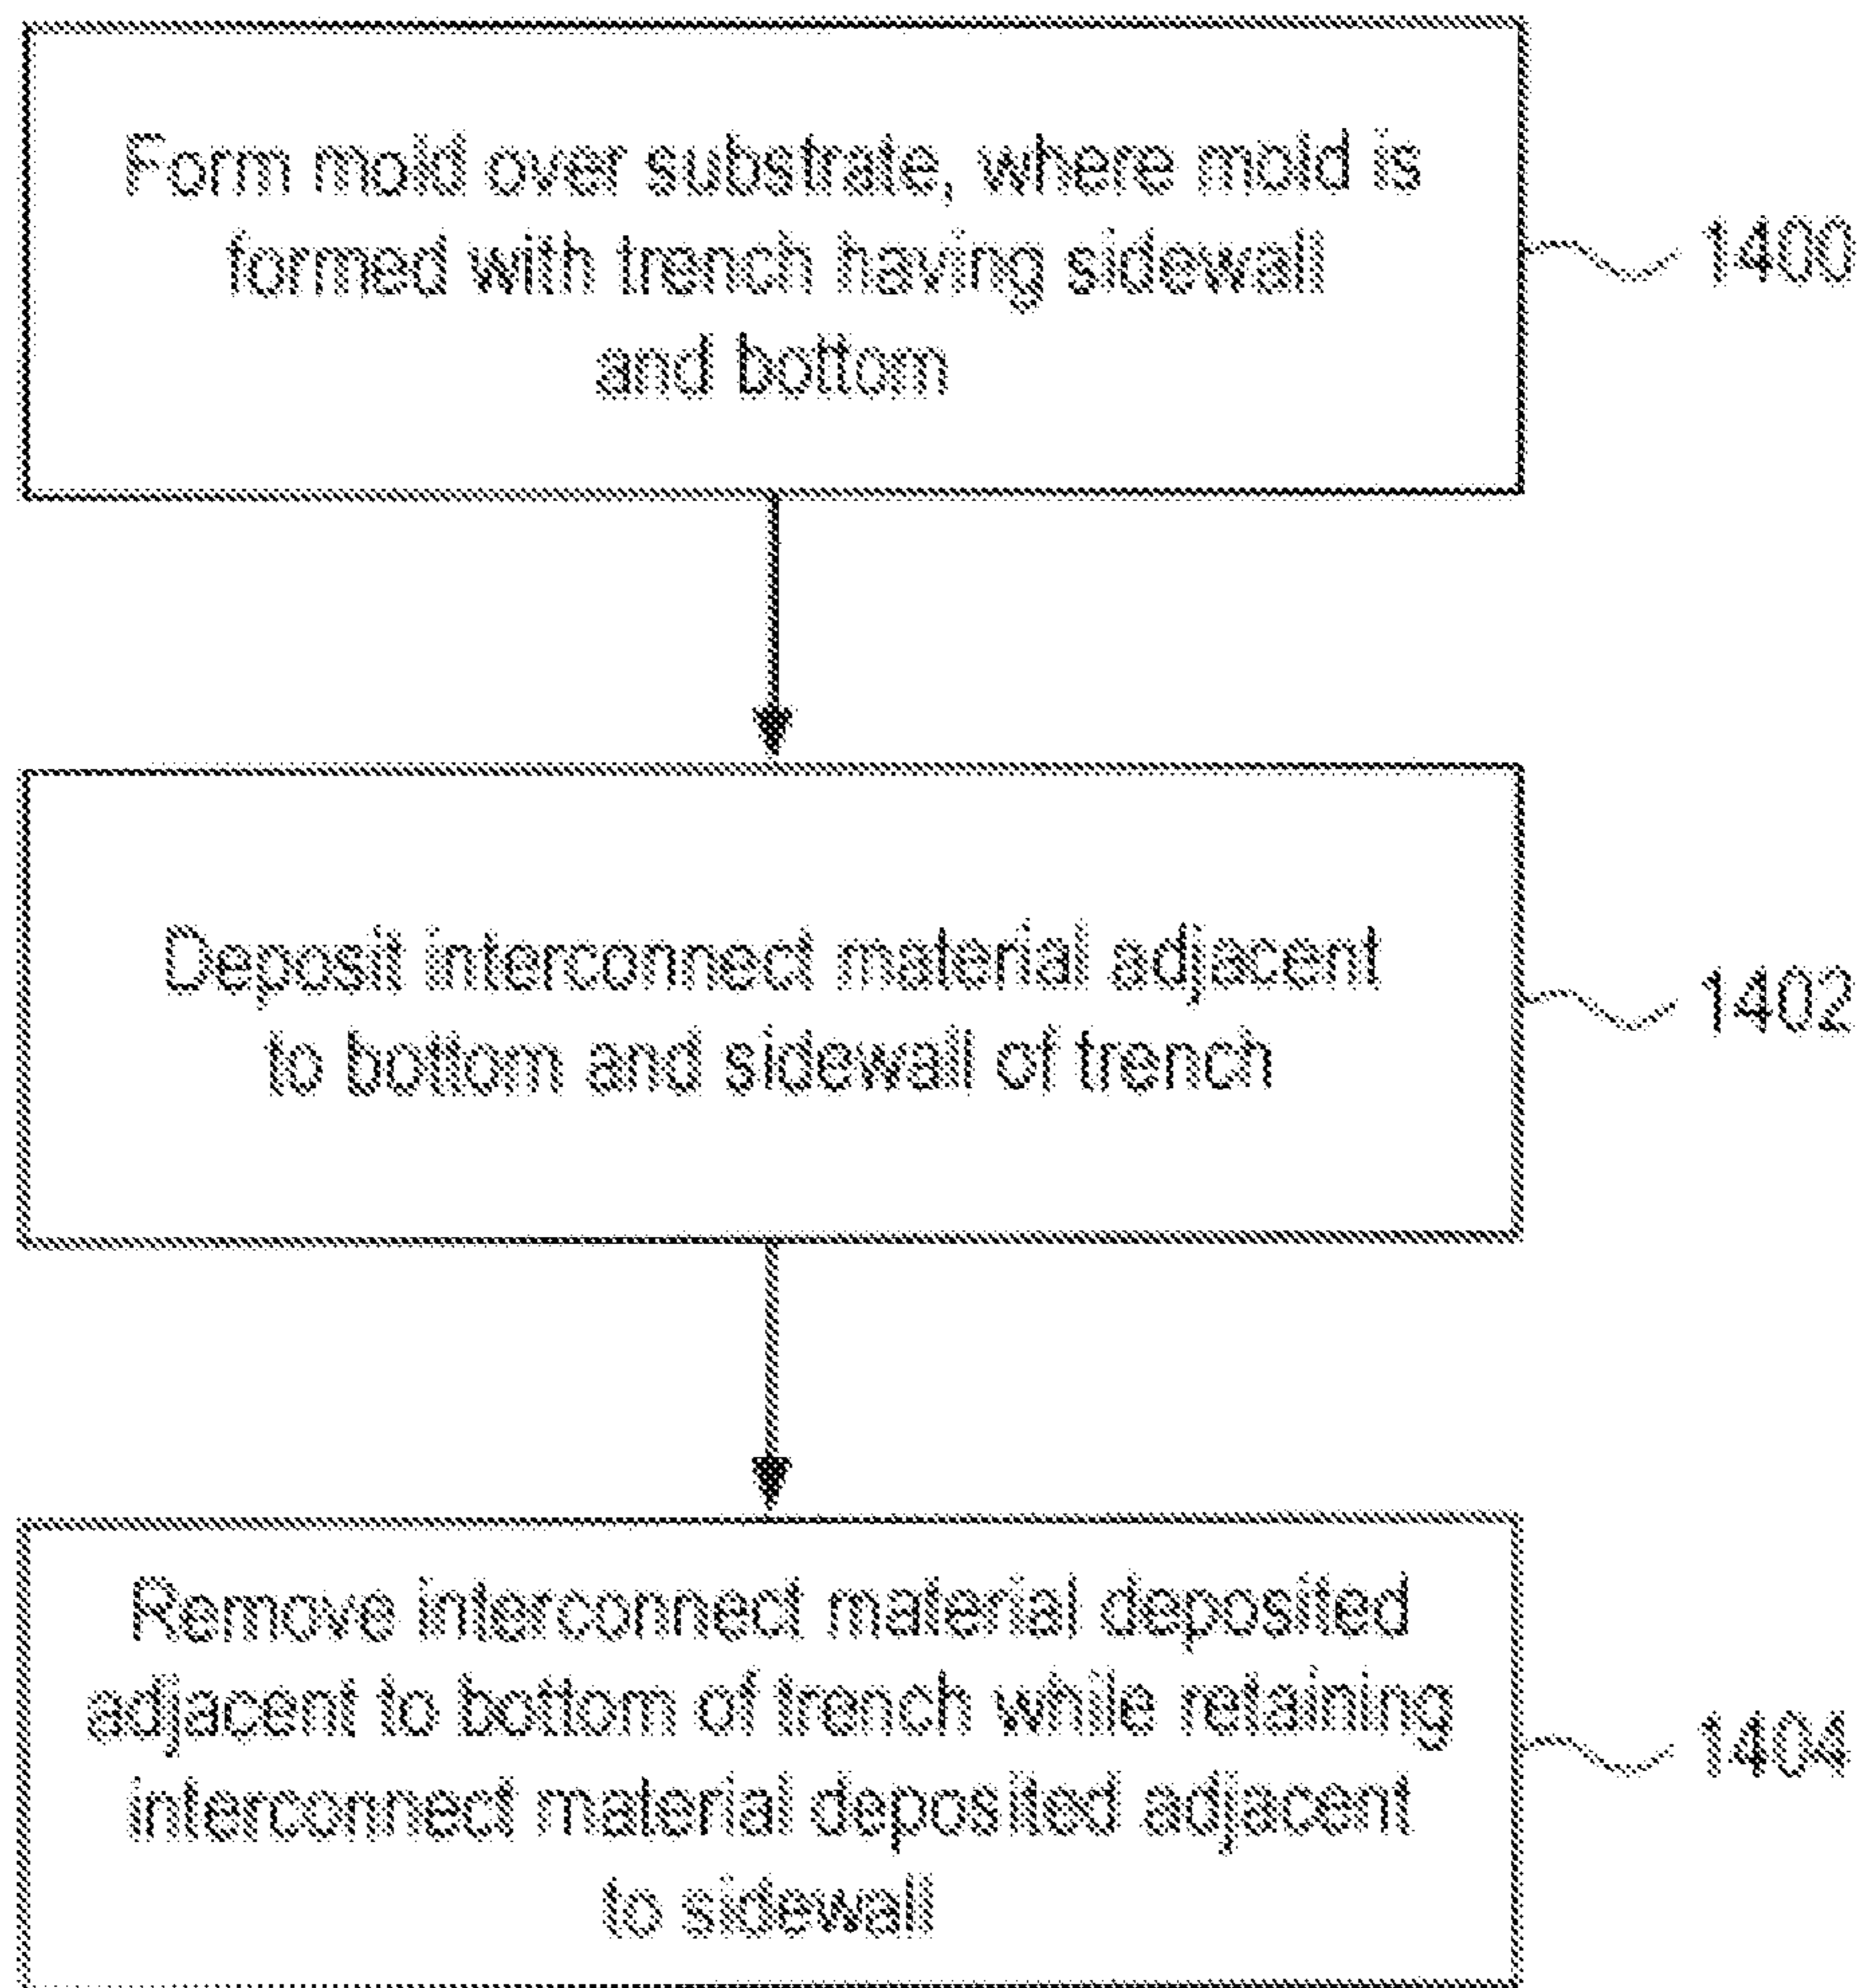 Form mold over substrate, where mold is
formed with trench having sidewall
and bottom
1400
Deposit interconnect material adjacent
to bottom and sidewall of trench
1402
Remove interconnect material deposited
adjacent to bottom of trench while retaining
interconnect material deposited adjacent
to sidewall
1404